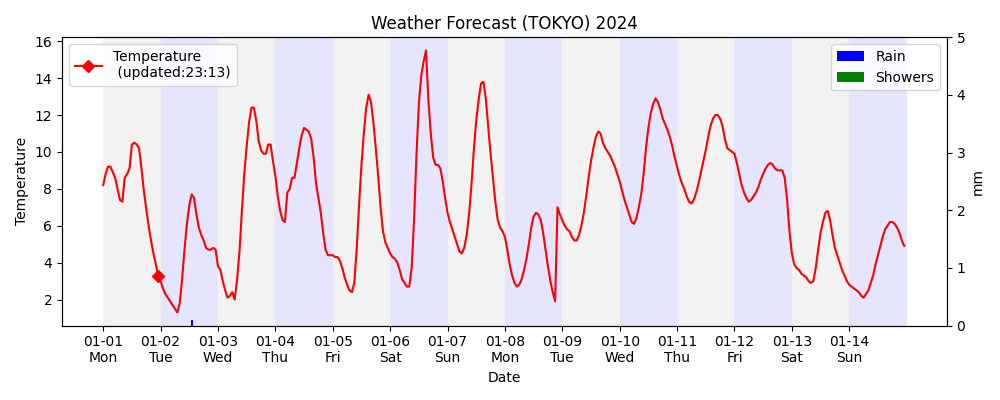 Weather Forecast (TOKYO) 2024
Temperature
(updated:23:13)
Rain
Showers
16
14
12
10
8
6
4
2
Temperature
5
4
3
2
1
0
mm
01-01 01-02 01-03 01-04 01-05 01-06 01-07 01-08 01-09 01-10 01-11 01-12 01-13 01-14
Mon Tue Wed Thu Fri Sat Sun Mon Tue Wed Thu Fri Sat Sun
Date